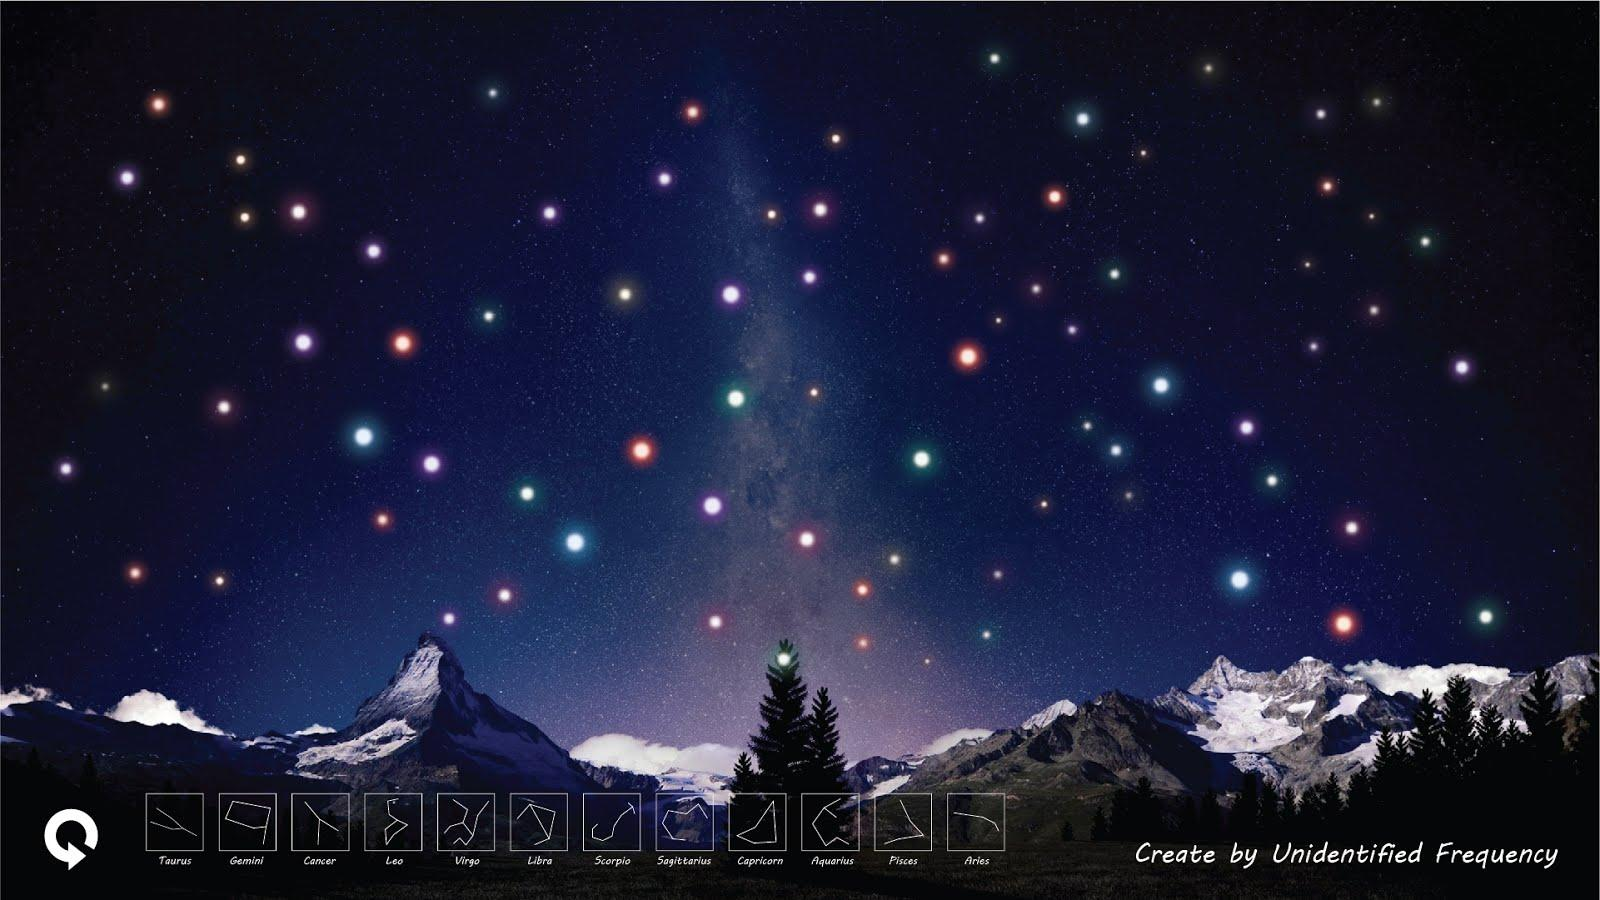 Taurus
Gemini
Cancer
Leo
Virgo
Libra
Scorpio
Sagittarius
Capricorn
Aquarius
Pisces
Aries
Create by Unidentified Frequency